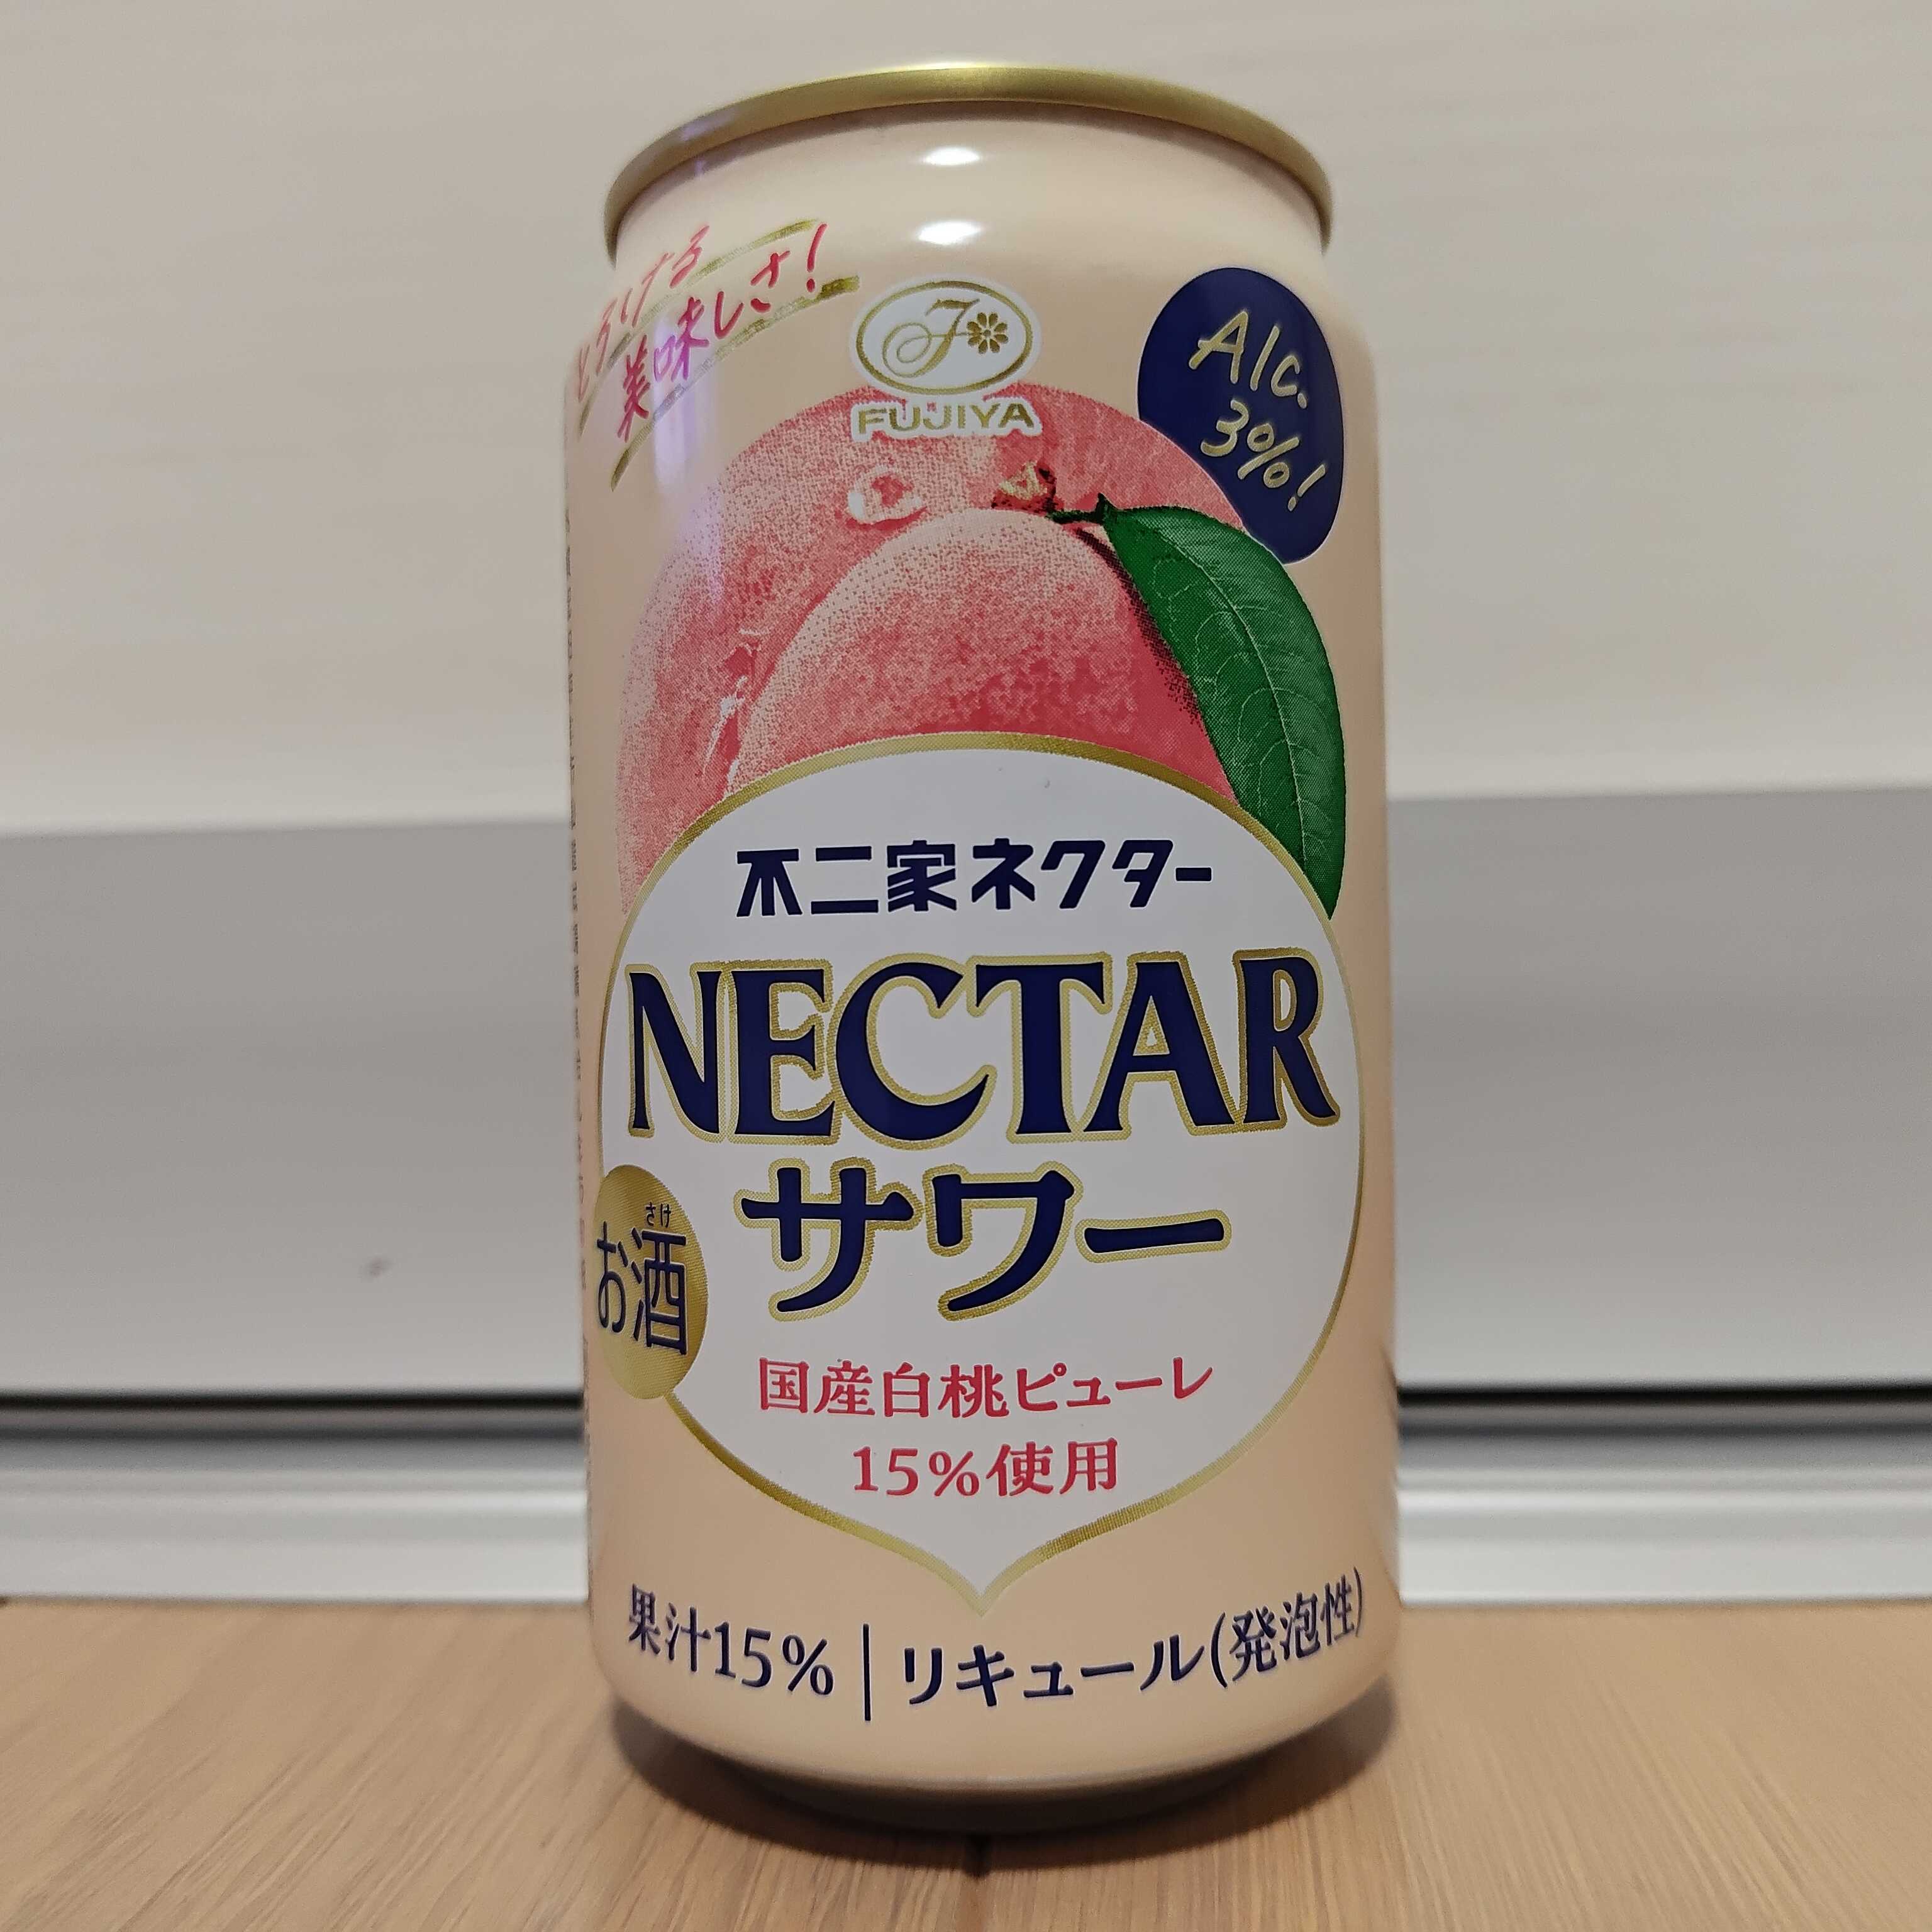 とろける
美味しさ!
FUJIYA
Alc.
3%!
不二家ネクター
NECTAR
サワー
さけ
お酒
国産白桃ピューレ
15%使用
果汁15% | リキュール(発泡性)